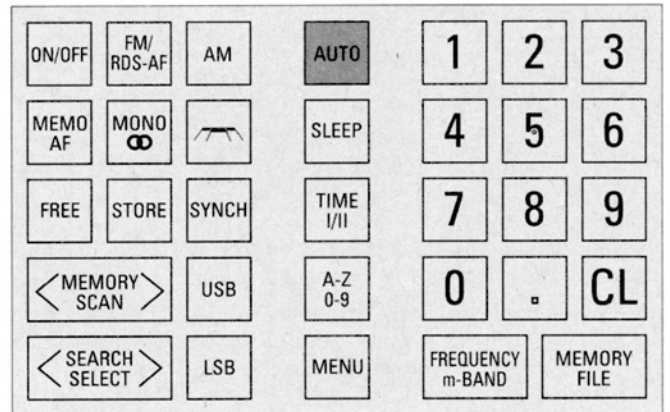 ON/OFF
FM/
RDS-AF
AM
AUTO
1
2
3
MEMO
AF
MONO
SLEEP
4
5
6
FREE
STORE
SYNCH
TIME
I/II
7
8
9
<MEMORY
SCAN>
USB
A-Z
0-9
0
.
CL
<SEARCH
SELECT>
LSB
MENU
FREQUENCY
m-BAND
MEMORY
FILE